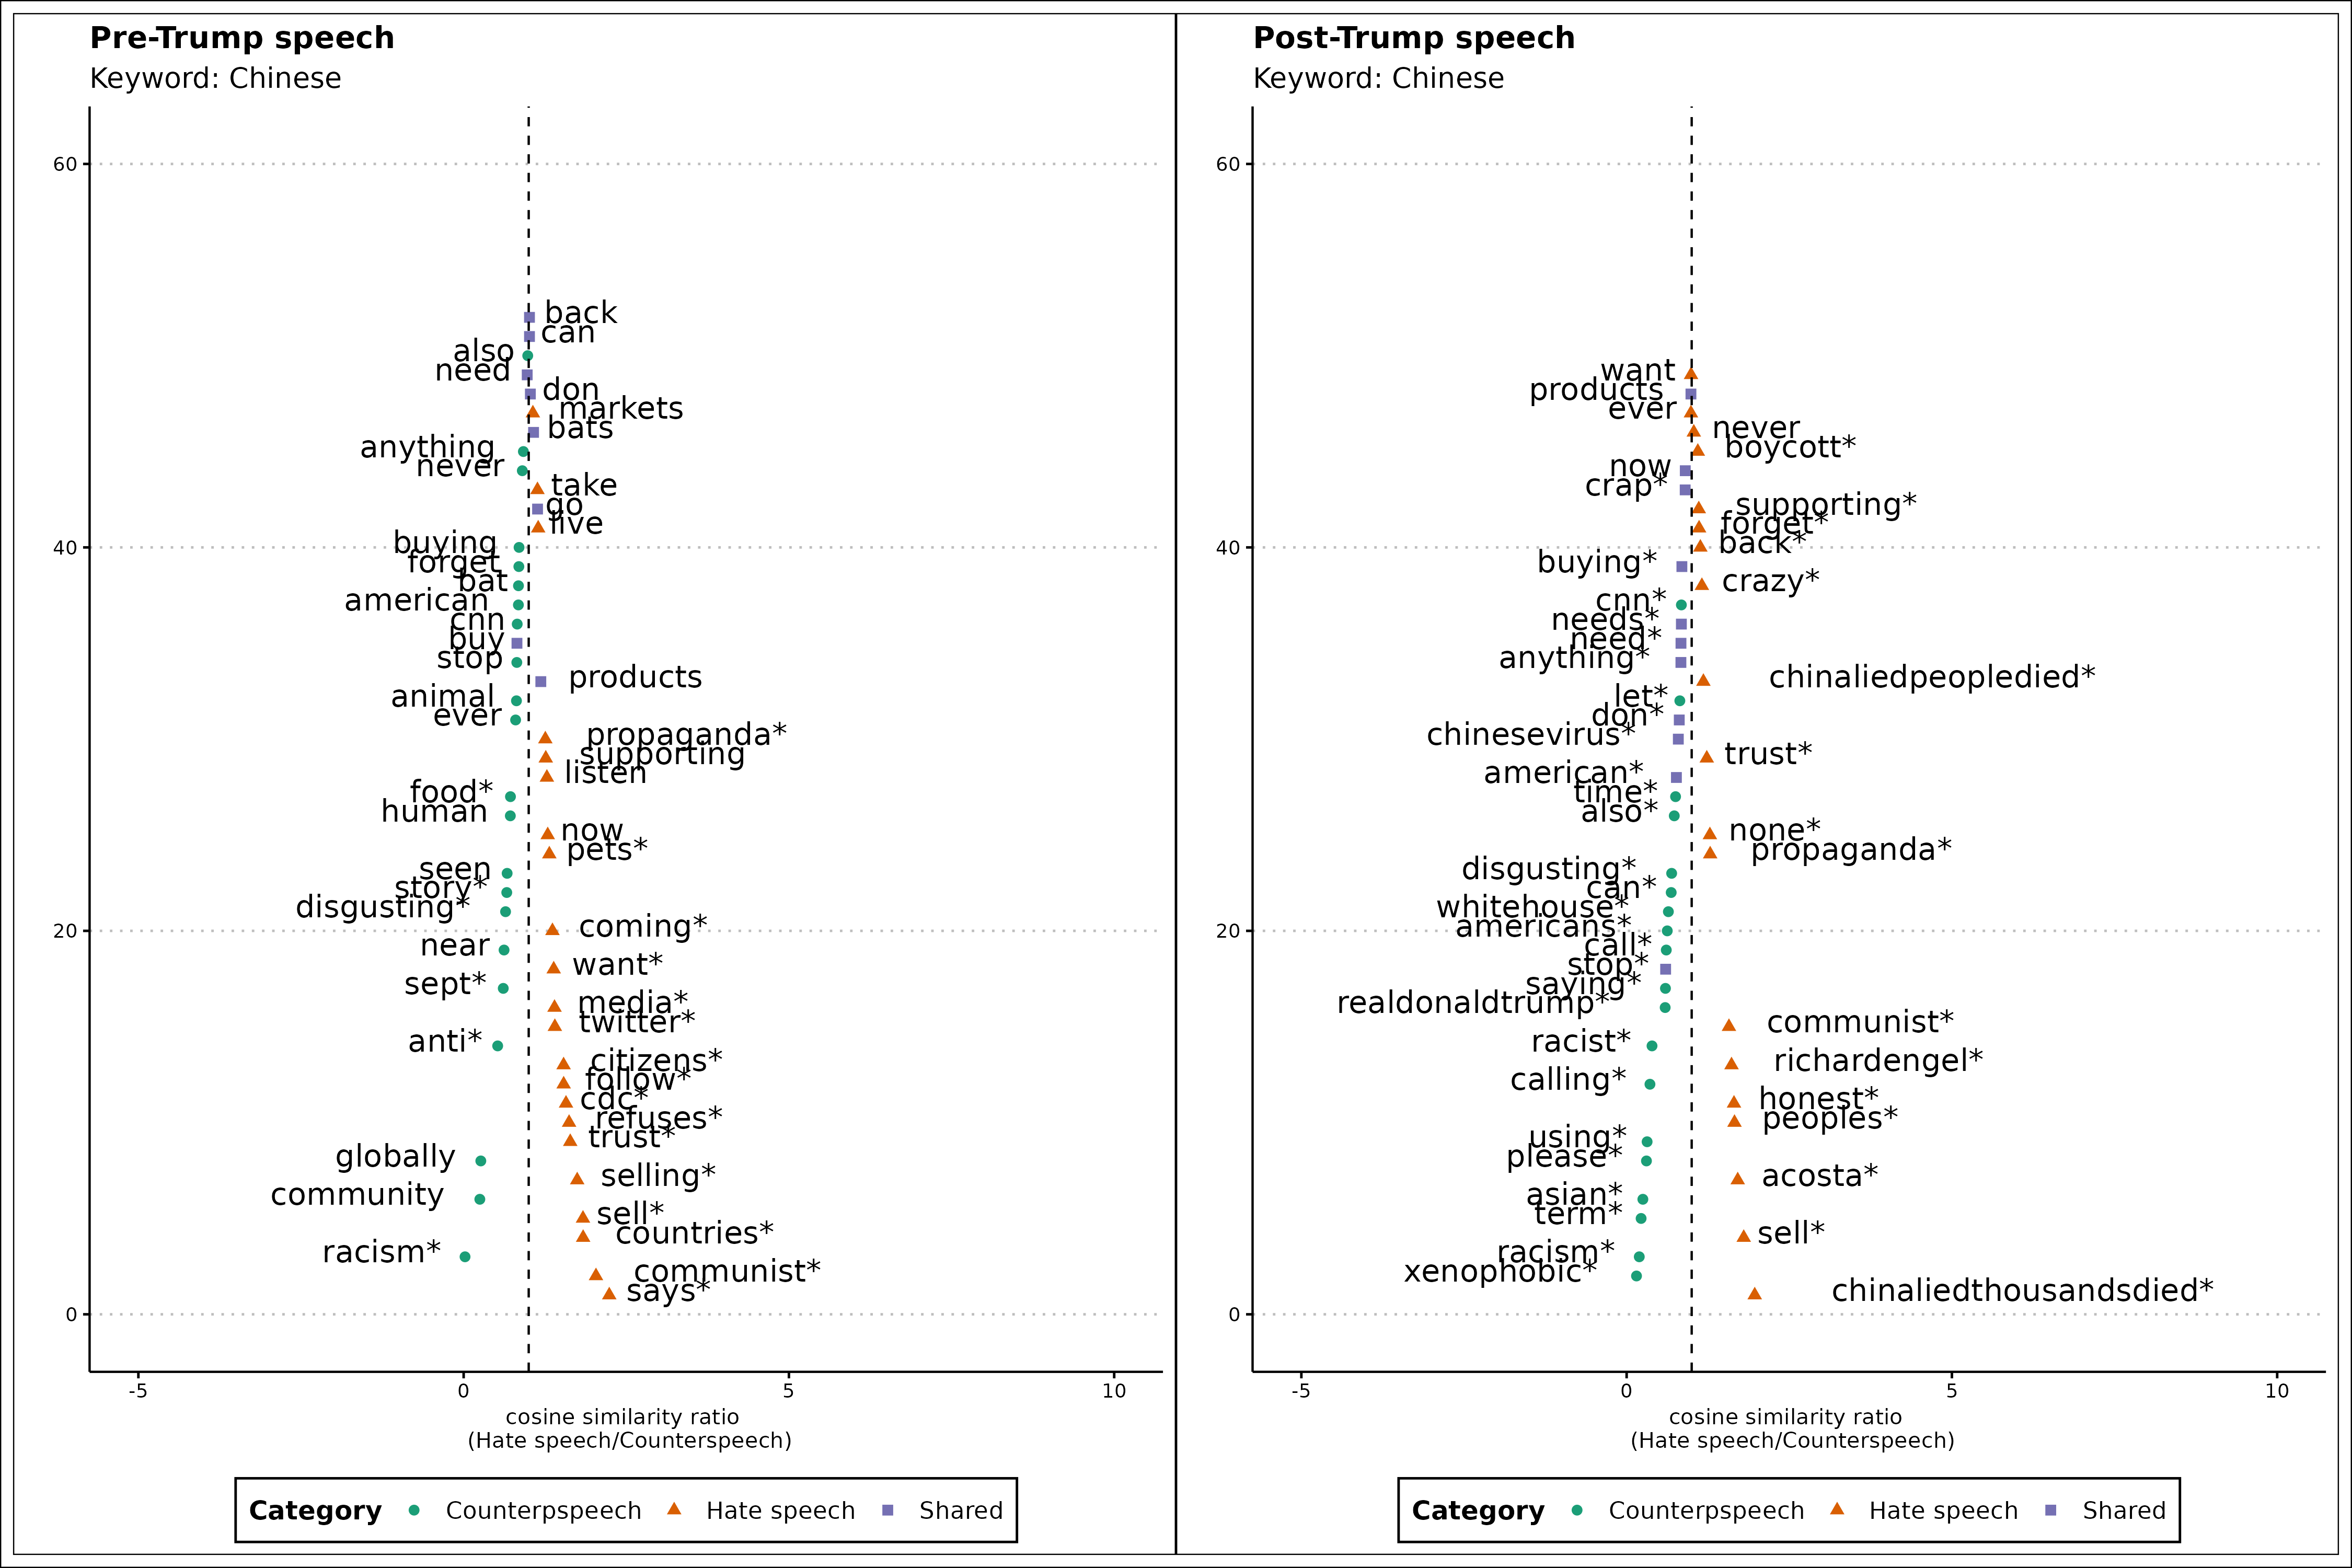 Pre-Trump speech
Keyword: Chinese
60
40
20
0
back
can
also
need
don
markets
bats
anything
never
take
go
live
buying
forget
bat
american
cnn
buy
stop
products
animal
ever
propaganda*
supporting
listen
food*
human
now
pets*
seen
story*
disgusting*
coming*
near
want*
sept*
media*
twitter*
anti*
citizens*
follow*
cdc*
refuses*
trust*
globally
selling*
community
sell*
countries*
racism*
communist*
says*
-5
0
5
10
cosine similarity ratio
(Hate speech/Counterspeech)
Category Counterpspeech Hate speech Shared
Post-Trump speech
Keyword: Chinese
60
40
20
0
want
products
ever
never
boycott*
now
crap*
supporting*
forget*
back*
buying*
crazy*
cnn*
needs*
need*
anything*
chinaliedpeopledied*
let*
don*
chinesevirus*
trust*
american*
time*
also*
none*
propaganda*
disgusting*
can*
whitehouse*
americans*
call*
stop*
saying*
realdonaldtrump*
communist*
racist*
richardengel*
calling*
honest*
peoples*
using*
please*
acosta*
asian*
term*
sell*
racism*
xenophobic*
chinaliedthousandsdied*
-5
0
5
10
cosine similarity ratio
(Hate speech/Counterspeech)
Category Counterpspeech Hate speech Shared